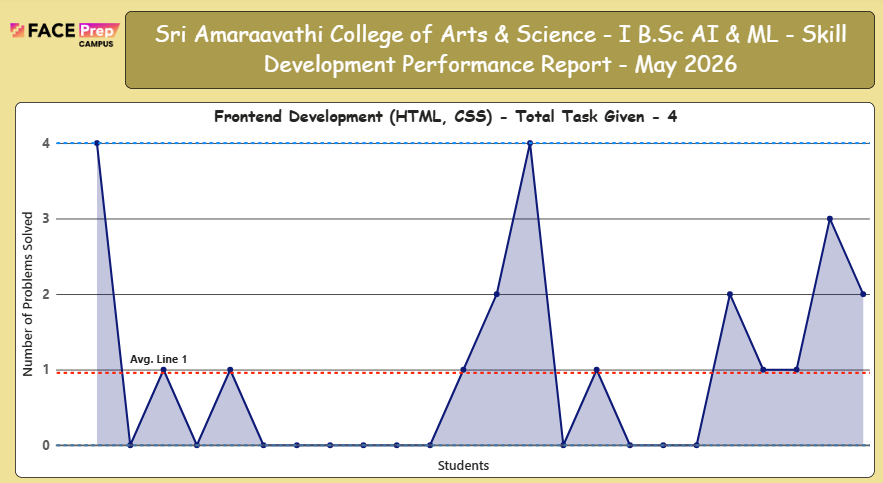 FACE Prep
CAMPUS
Sri Amaraavathi College of Arts & Science - I B.Sc AI & ML - Skill
Development Performance Report - May 2026
Frontend Development (HTML, CSS) - Total Task Given - 4
4
3
2
1
0
Number of Problems Solved
Avg. Line 1
Students